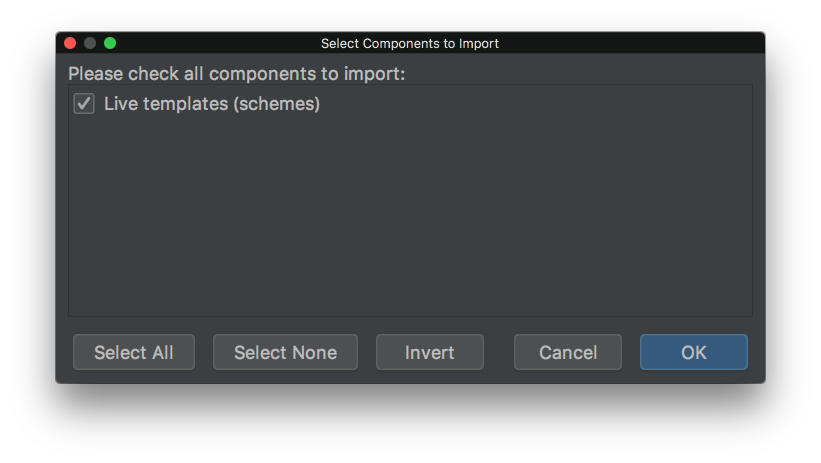 Select Components to Import
Please check all components to import:
Live templates (schemes)
Select All
Select None
Invert
Cancel
OK